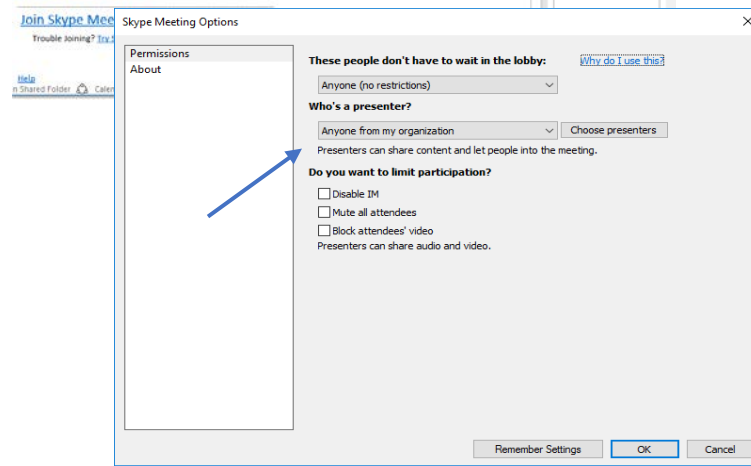 Join Skype Mee
Trouble Joining? Try S
Help
n Shared Folder Calen
Skype Meeting Options
Permissions
About
These people don't have to wait in the lobby: Why do I use this?
Anyone (no restrictions)
Who's a presenter?
Anyone from my organization Choose presenters
Presenters can share content and let people into the meeting.
Do you want to limit participation?
Disable IM
Mute all attendees
Block attendees' video
Presenters can share audio and video.
Remember Settings OK Cancel